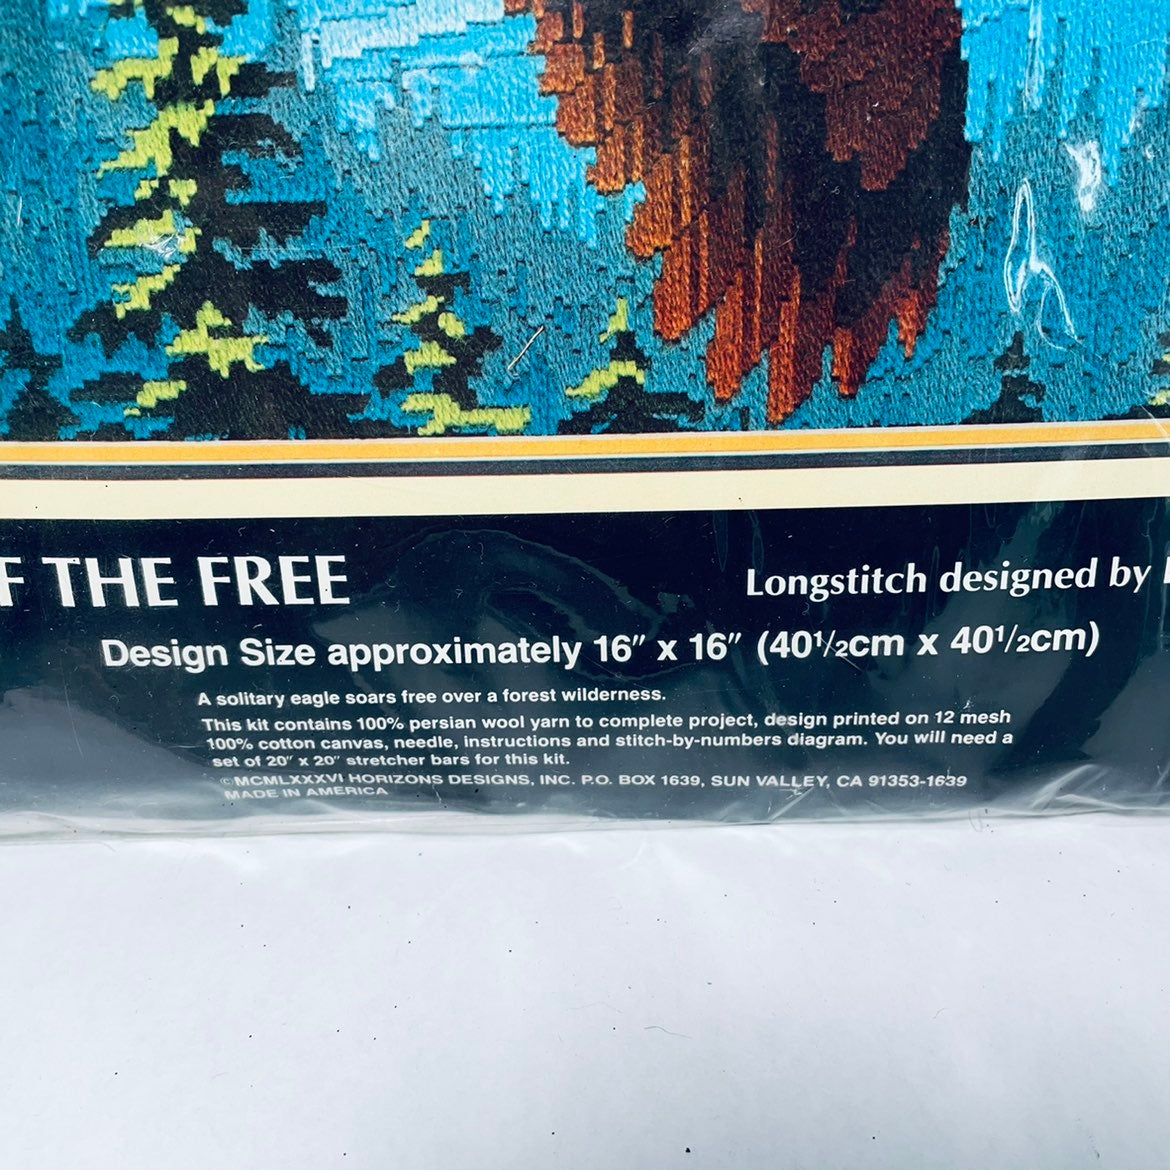 F THE FREE
Longstitch designed by
Design Size approximately 16" x 16" (40½cm x 40½cm)
A solitary eagle soars free over a forest wilderness.
This kit contains 100% persian wool yarn to complete project, design printed on 12 mesh
100% cotton canvas, needle, instructions and stitch-by-numbers diagram. You will need a
set of 20" x 20" stretcher bars for this kit.
©MCMLXXXVI HORIZONS DESIGNS, INC. P.O. BOX 1639, SUN VALLEY, CA 91353-1639
MADE IN AMERICA